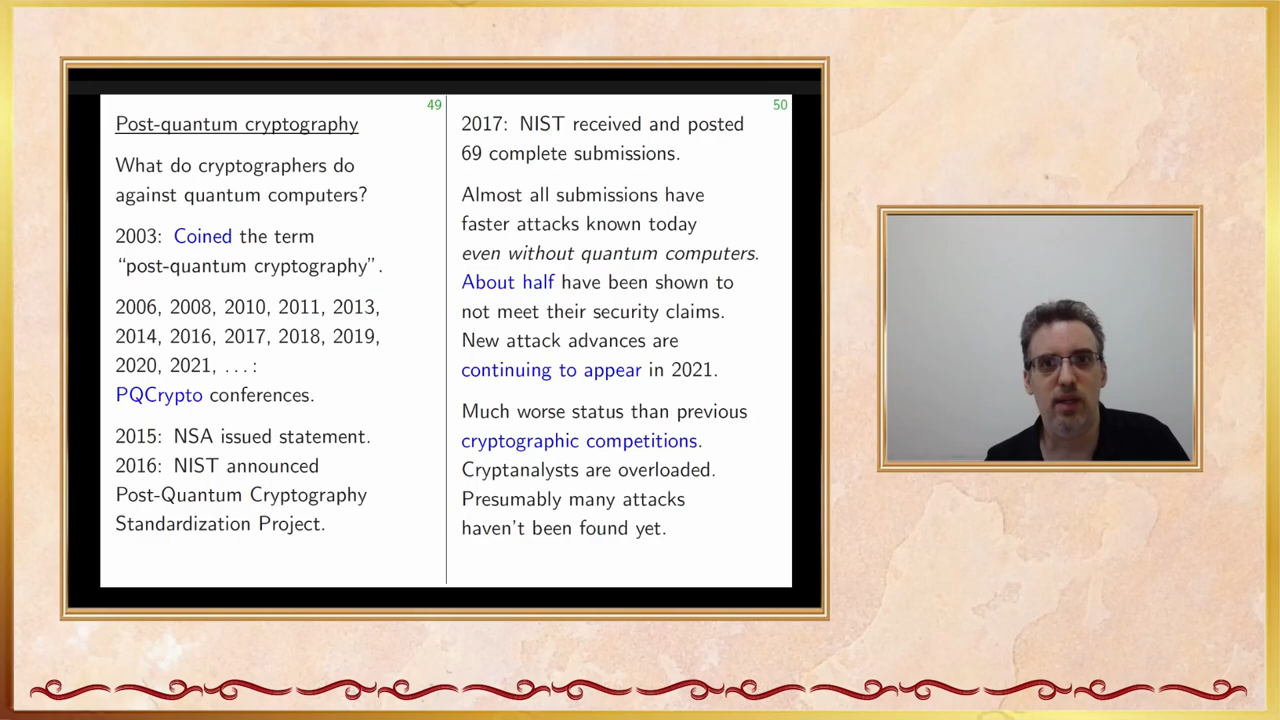 49
Post-quantum cryptography
What do cryptographers do
against quantum computers?
2003: Coined the term
“post-quantum cryptography”.
2006, 2008, 2010, 2011, 2013,
2014, 2016, 2017, 2018, 2019,
2020, 2021, . . . :
PQCrypto conferences.
2015: NSA issued statement.
2016: NIST announced
Post-Quantum Cryptography
Standardization Project.
50
2017: NIST received and posted
69 complete submissions.
Almost all submissions have
faster attacks known today
even without quantum computers.
About half have been shown to
not meet their security claims.
New attack advances are
continuing to appear in 2021.
Much worse status than previous
cryptographic competitions.
Cryptanalysts are overloaded.
Presumably many attacks
haven’t been found yet.